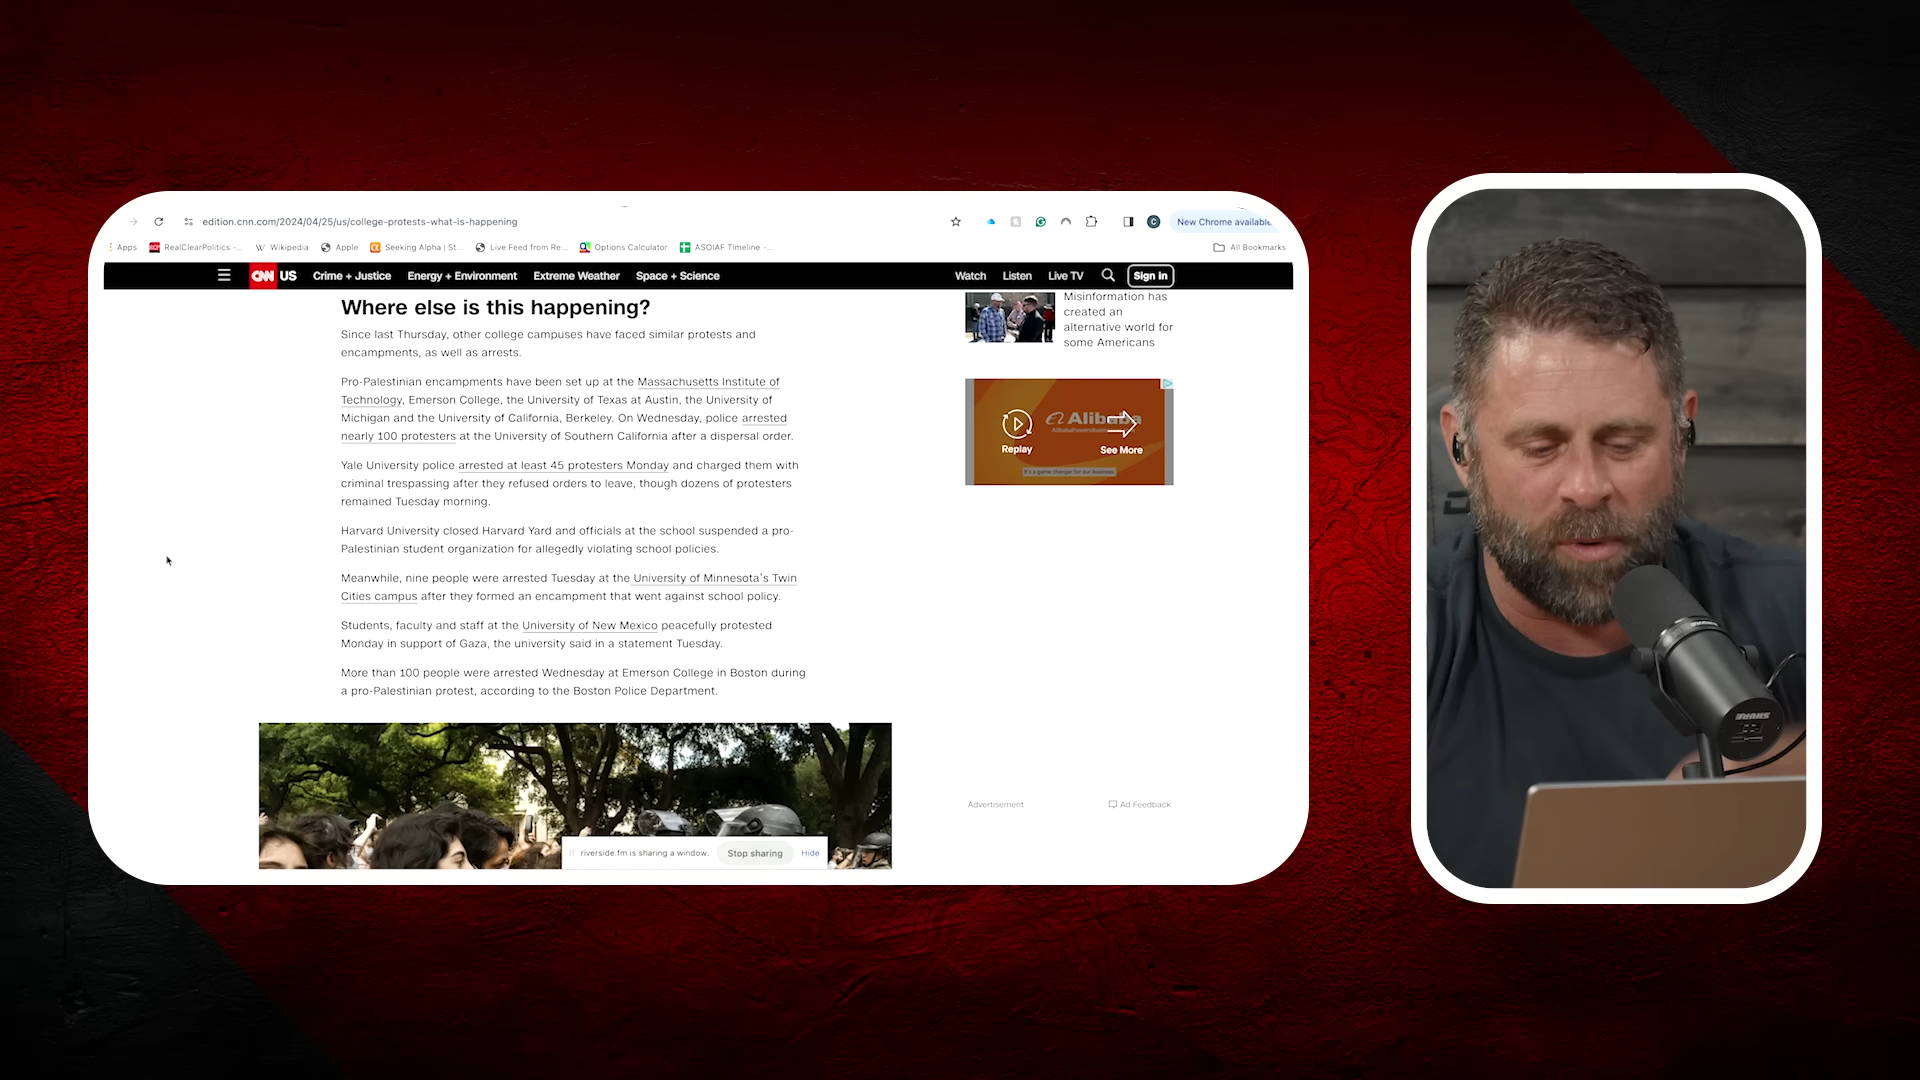 edition.cnn.com/2024/04/25/us/college-protests-what-is-happening
New Chrome available
Apps
RealClearPolitics -...
W Wikipedia
Apple
Seeking Alpha | St...
Live Feed from Re...
Options Calculator
ASOIAF Timeline -...
All Bookmarks
CNN US
Crime + Justice
Energy + Environment
Extreme Weather
Space + Science
Watch
Listen
Live TV
Sign in
Where else is this happening?
Since last Thursday, other college campuses have faced similar protests and
encampments, as well as arrests.
Pro-Palestinian encampments have been set up at the Massachusetts Institute of
Technology, Emerson College, the University of Texas at Austin, the University of
Michigan and the University of California, Berkeley. On Wednesday, police arrested
nearly 100 protesters at the University of Southern California after a dispersal order.
Yale University police arrested at least 45 protesters Monday and charged them with
criminal trespassing after they refused orders to leave, though dozens of protesters
remained Tuesday morning.
Harvard University closed Harvard Yard and officials at the school suspended a pro-
Palestinian student organization for allegedly violating school policies.
Meanwhile, nine people were arrested Tuesday at the University of Minnesota's Twin
Cities campus after they formed an encampment that went against school policy.
Students, faculty and staff at the University of New Mexico peacefully protested
Monday in support of Gaza, the university said in a statement Tuesday.
More than 100 people were arrested Wednesday at Emerson College in Boston during
a pro-Palestinian protest, according to the Boston Police Department.
Misinformation has
created an
alternative world for
some Americans
Alibaba
Replay
See More
It's a game changer for our business.
Advertisement
Ad Feedback
riverside.fm is sharing a window.
Stop sharing
Hide
SHURE